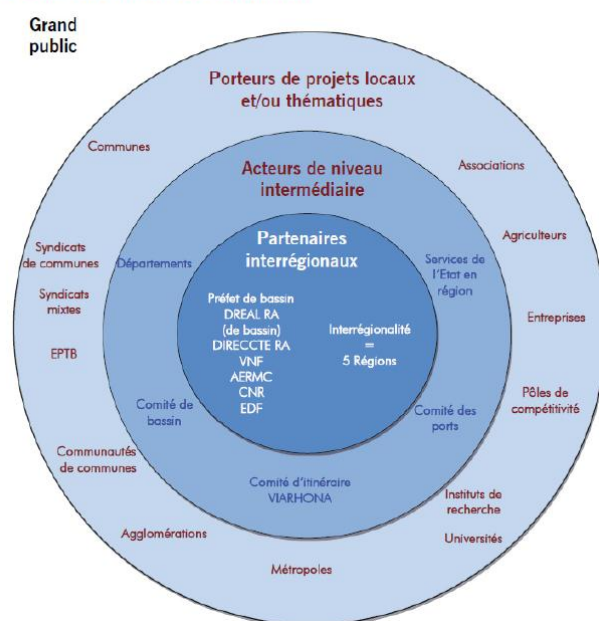 Grand
public
Porteurs de projets locaux
et/ou thématiques
Communes
Associations
Acteurs de niveau
intermédiaire
Agriculteurs
Partenaires
interrégionaux
Syndicats
de communes
Départements
Services de
l'Etat en
région
Syndicats
mixtes
Préfet de bassin
DREAL RA
(de bassin)
DIRECCTE RA
VNF
AERMC
CNR
EDF
Interrégionalité
=
5 Régions
Entreprises
EPTB
Pôles de
compétitivité
Comité de
bassin
Comité des
ports
Communautés
de communes
Comité d'itinéraire
VIARHONA
Instituts de
recherche
Agglomérations
Universités
Métropoles